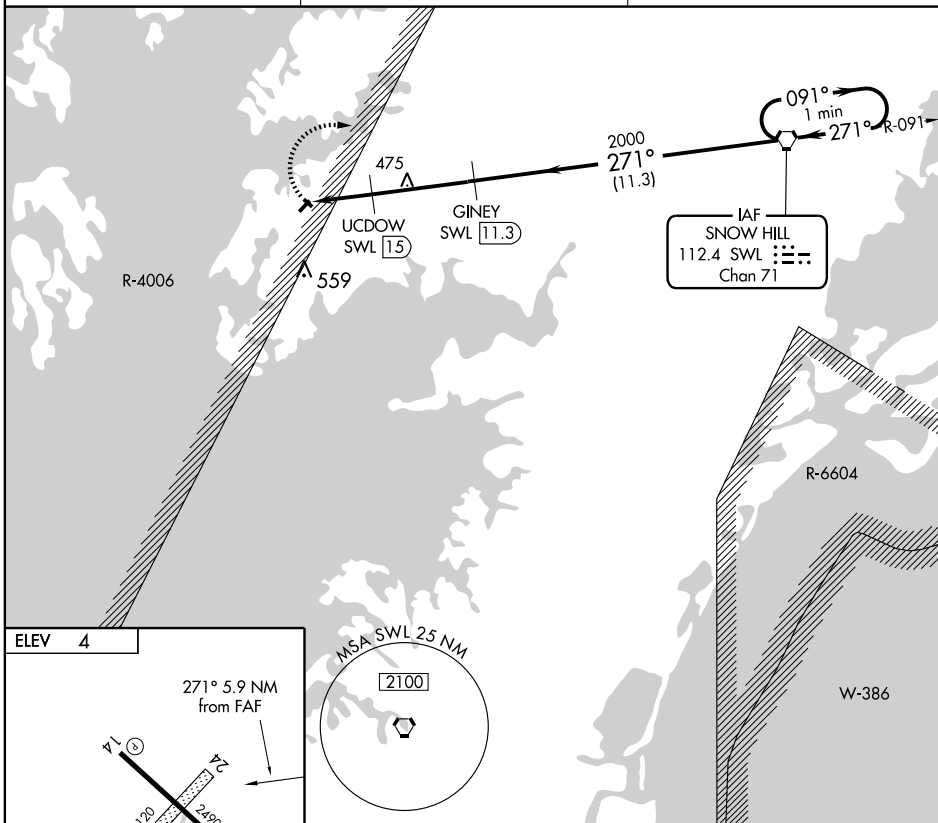 091°
1 min
271°
R-091
2000
271°
(11.3)
475
UCDOW
SWL 15
GINEY
SWL 11.3
IAF
SNOW HILL
112.4 SWL
Chan 71
R-4006
559
R-6604
W-386
ELEV 4
271° 5.9 NM
from FAF
14
P
24
120
2490
MSA SWL 25 NM
2100